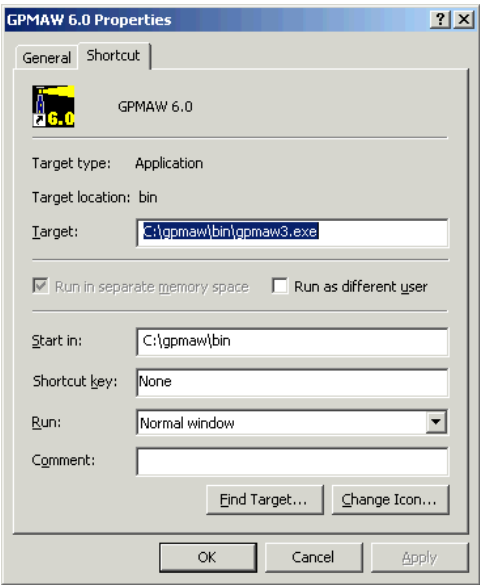 GPMAW 6.0 Properties
General Shortcut
6.0 GPMAW 6.0
Target type: Application
Target location: bin
Target: C:\gpmaw\bin\gpmaw3.exe
Run in separate memory space Run as different user
Start in: C:\gpmaw\bin
Shortcut key: None
Run: Normal window
Comment:
Find Target... Change Icon...
OK Cancel Apply